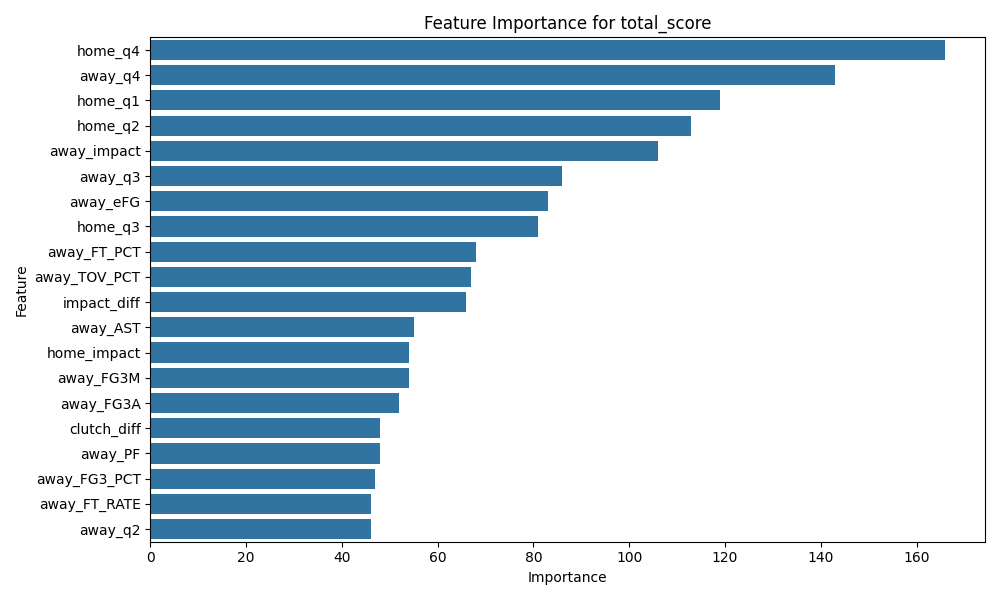 Feature Importance for total_score
home_q4
away_q4
home_q1
home_q2
away_impact
away_q3
away_eFG
home_q3
away_FT_PCT
away_TOV_PCT
impact_diff
away_AST
home_impact
away_FG3M
away_FG3A
clutch_diff
away_PF
away_FG3_PCT
away_FT_RATE
away_q2
Feature
0 20 40 60 80 100 120 140 160
Importance